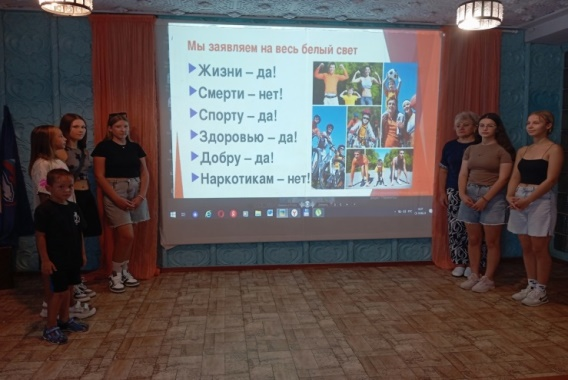 Мы заявляем на весь белый свет
Жизни – да!
Смерти – нет!
Спорту – да!
Здоровью – да!
Добру – да!
Наркотикам – нет!